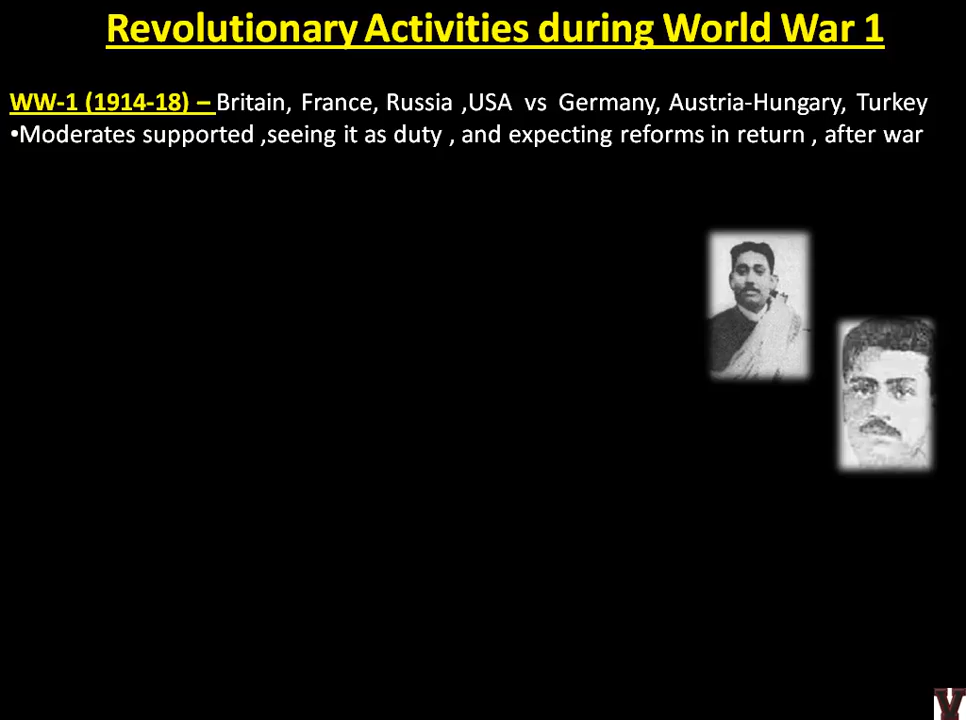 Revolutionary Activities during World War 1
WW-1 (1914-18) – Britain, France, Russia ,USA vs Germany, Austria-Hungary, Turkey
•Moderates supported ,seeing it as duty , and expecting reforms in return , after war
V